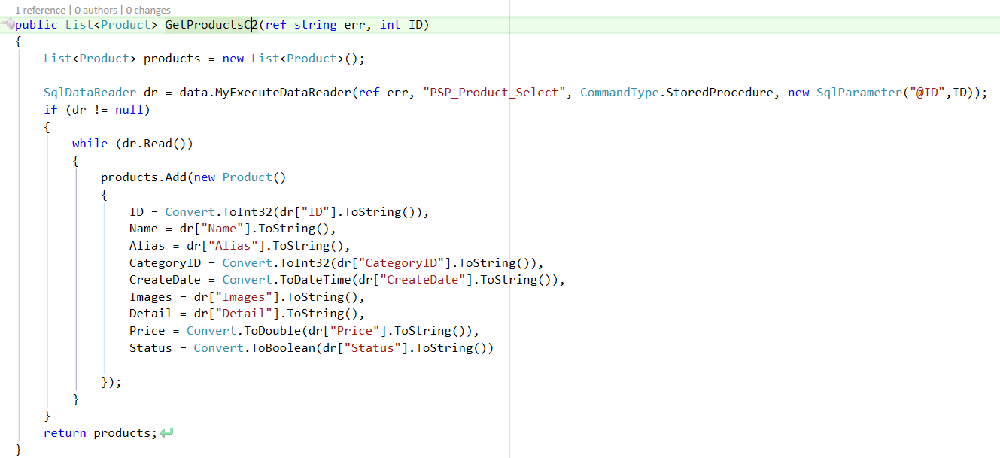 1 reference | 0 authors | 0 changes
public List<Product> GetProductsC2(ref string err, int ID)
{
List<Product> products = new List<Product>();
SqlDataReader dr = data.MyExecuteDataReader(ref err, "PSP_Product_Select", CommandType.StoredProcedure, new SqlParameter("@ID",ID));
if (dr != null)
{
while (dr.Read())
{
products.Add(new Product()
{
ID = Convert.ToInt32(dr["ID"].ToString()),
Name = dr["Name"].ToString(),
Alias = dr["Alias"].ToString(),
CategoryID = Convert.ToInt32(dr["CategoryID"].ToString()),
CreateDate = Convert.ToDateTime(dr["CreateDate"].ToString()),
Images = dr["Images"].ToString(),
Detail = dr["Detail"].ToString(),
Price = Convert.ToDouble(dr["Price"].ToString()),
Status = Convert.ToBoolean(dr["Status"].ToString())
});
}
}
return products;
}